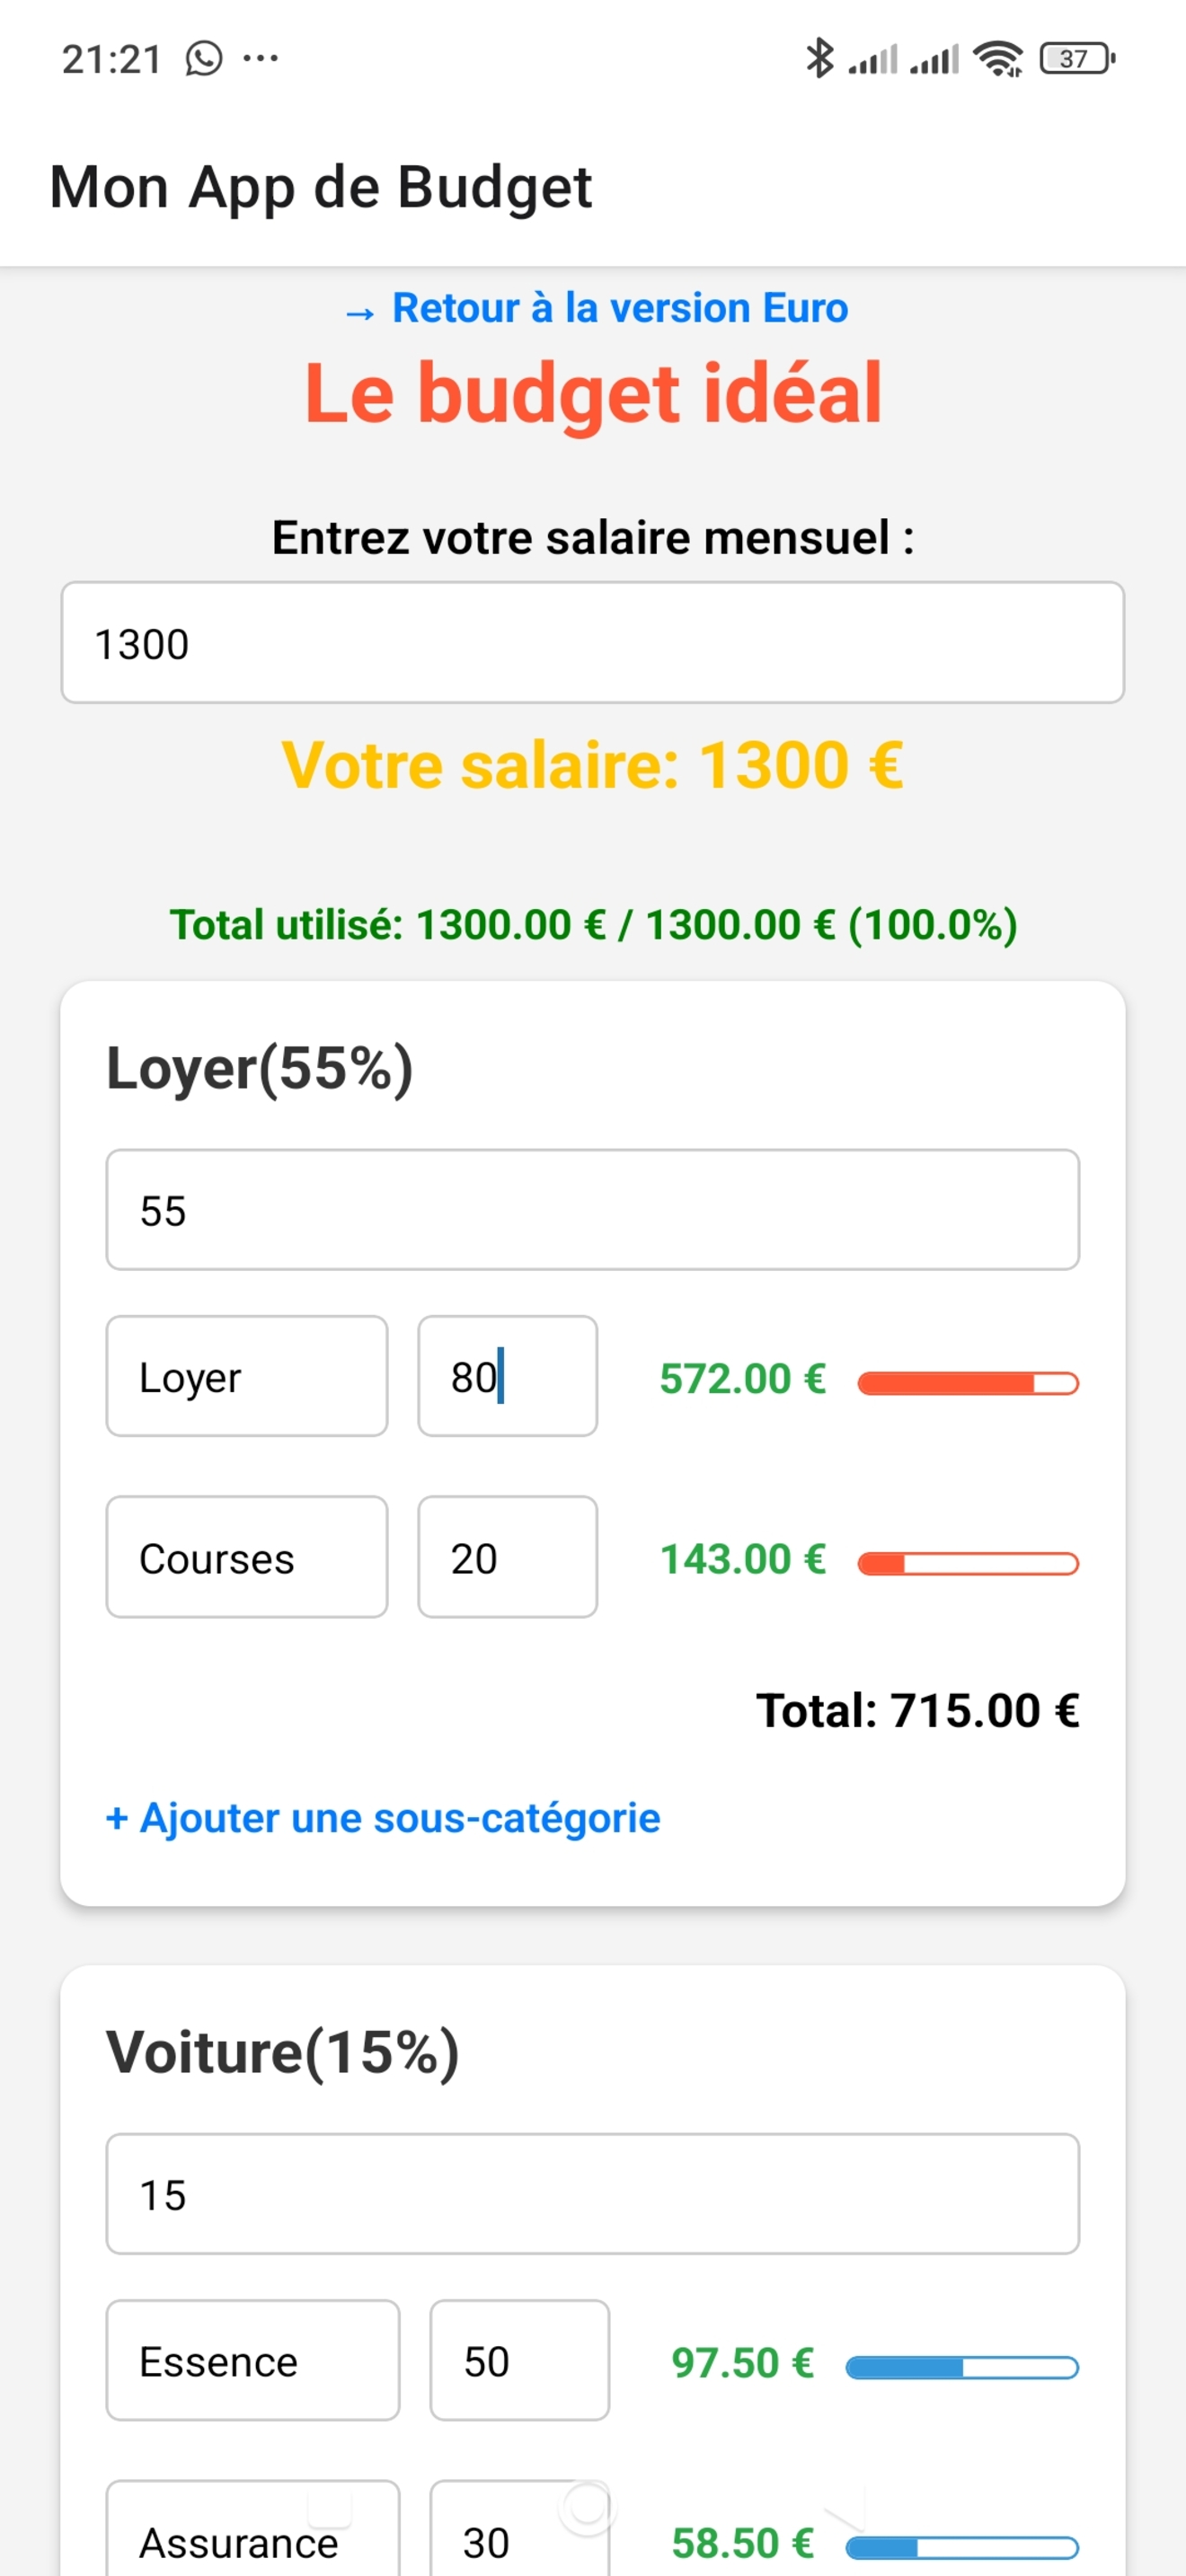 21:21 ... 37
Mon App de Budget
→ Retour à la version Euro
Le budget idéal
Entrez votre salaire mensuel :
1300
Votre salaire: 1300 €
Total utilisé: 1300.00 € / 1300.00 € (100.0%)
Loyer(55%)
55
Loyer 80 572.00 €
Courses 20 143.00 €
Total: 715.00 €
+ Ajouter une sous-catégorie
Voiture(15%)
15
Essence 50 97.50 €
Assurance 30 58.50 €